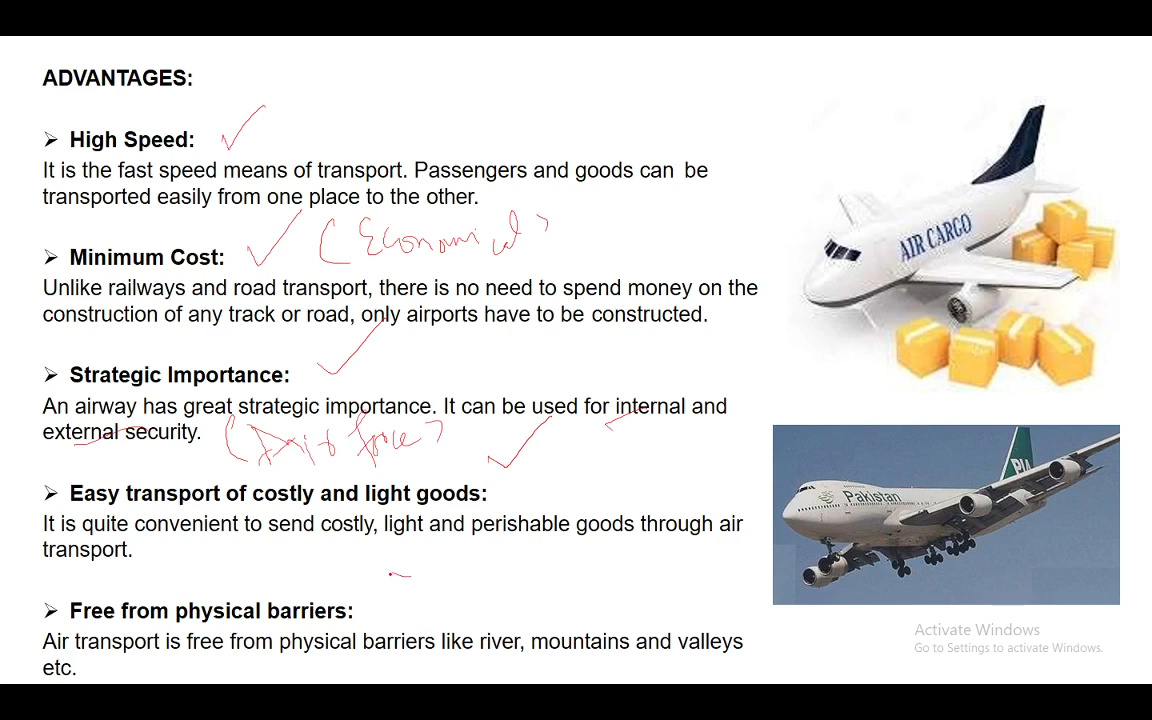 ADVANTAGES:
➢ High Speed:
It is the fast speed means of transport. Passengers and goods can be
transported easily from one place to the other.
(Economical)
➢ Minimum Cost:
Unlike railways and road transport, there is no need to spend money on the
construction of any track or road, only airports have to be constructed.
➢ Strategic Importance:
An airway has great strategic importance. It can be used for internal and
external security.
(Air force)
➢ Easy transport of costly and light goods:
It is quite convenient to send costly, light and perishable goods through air
transport.
➢ Free from physical barriers:
Air transport is free from physical barriers like river, mountains and valleys
etc.
AIR CARGO
PIA
Pakistan
Activate Windows
Go to Settings to activate Windows.